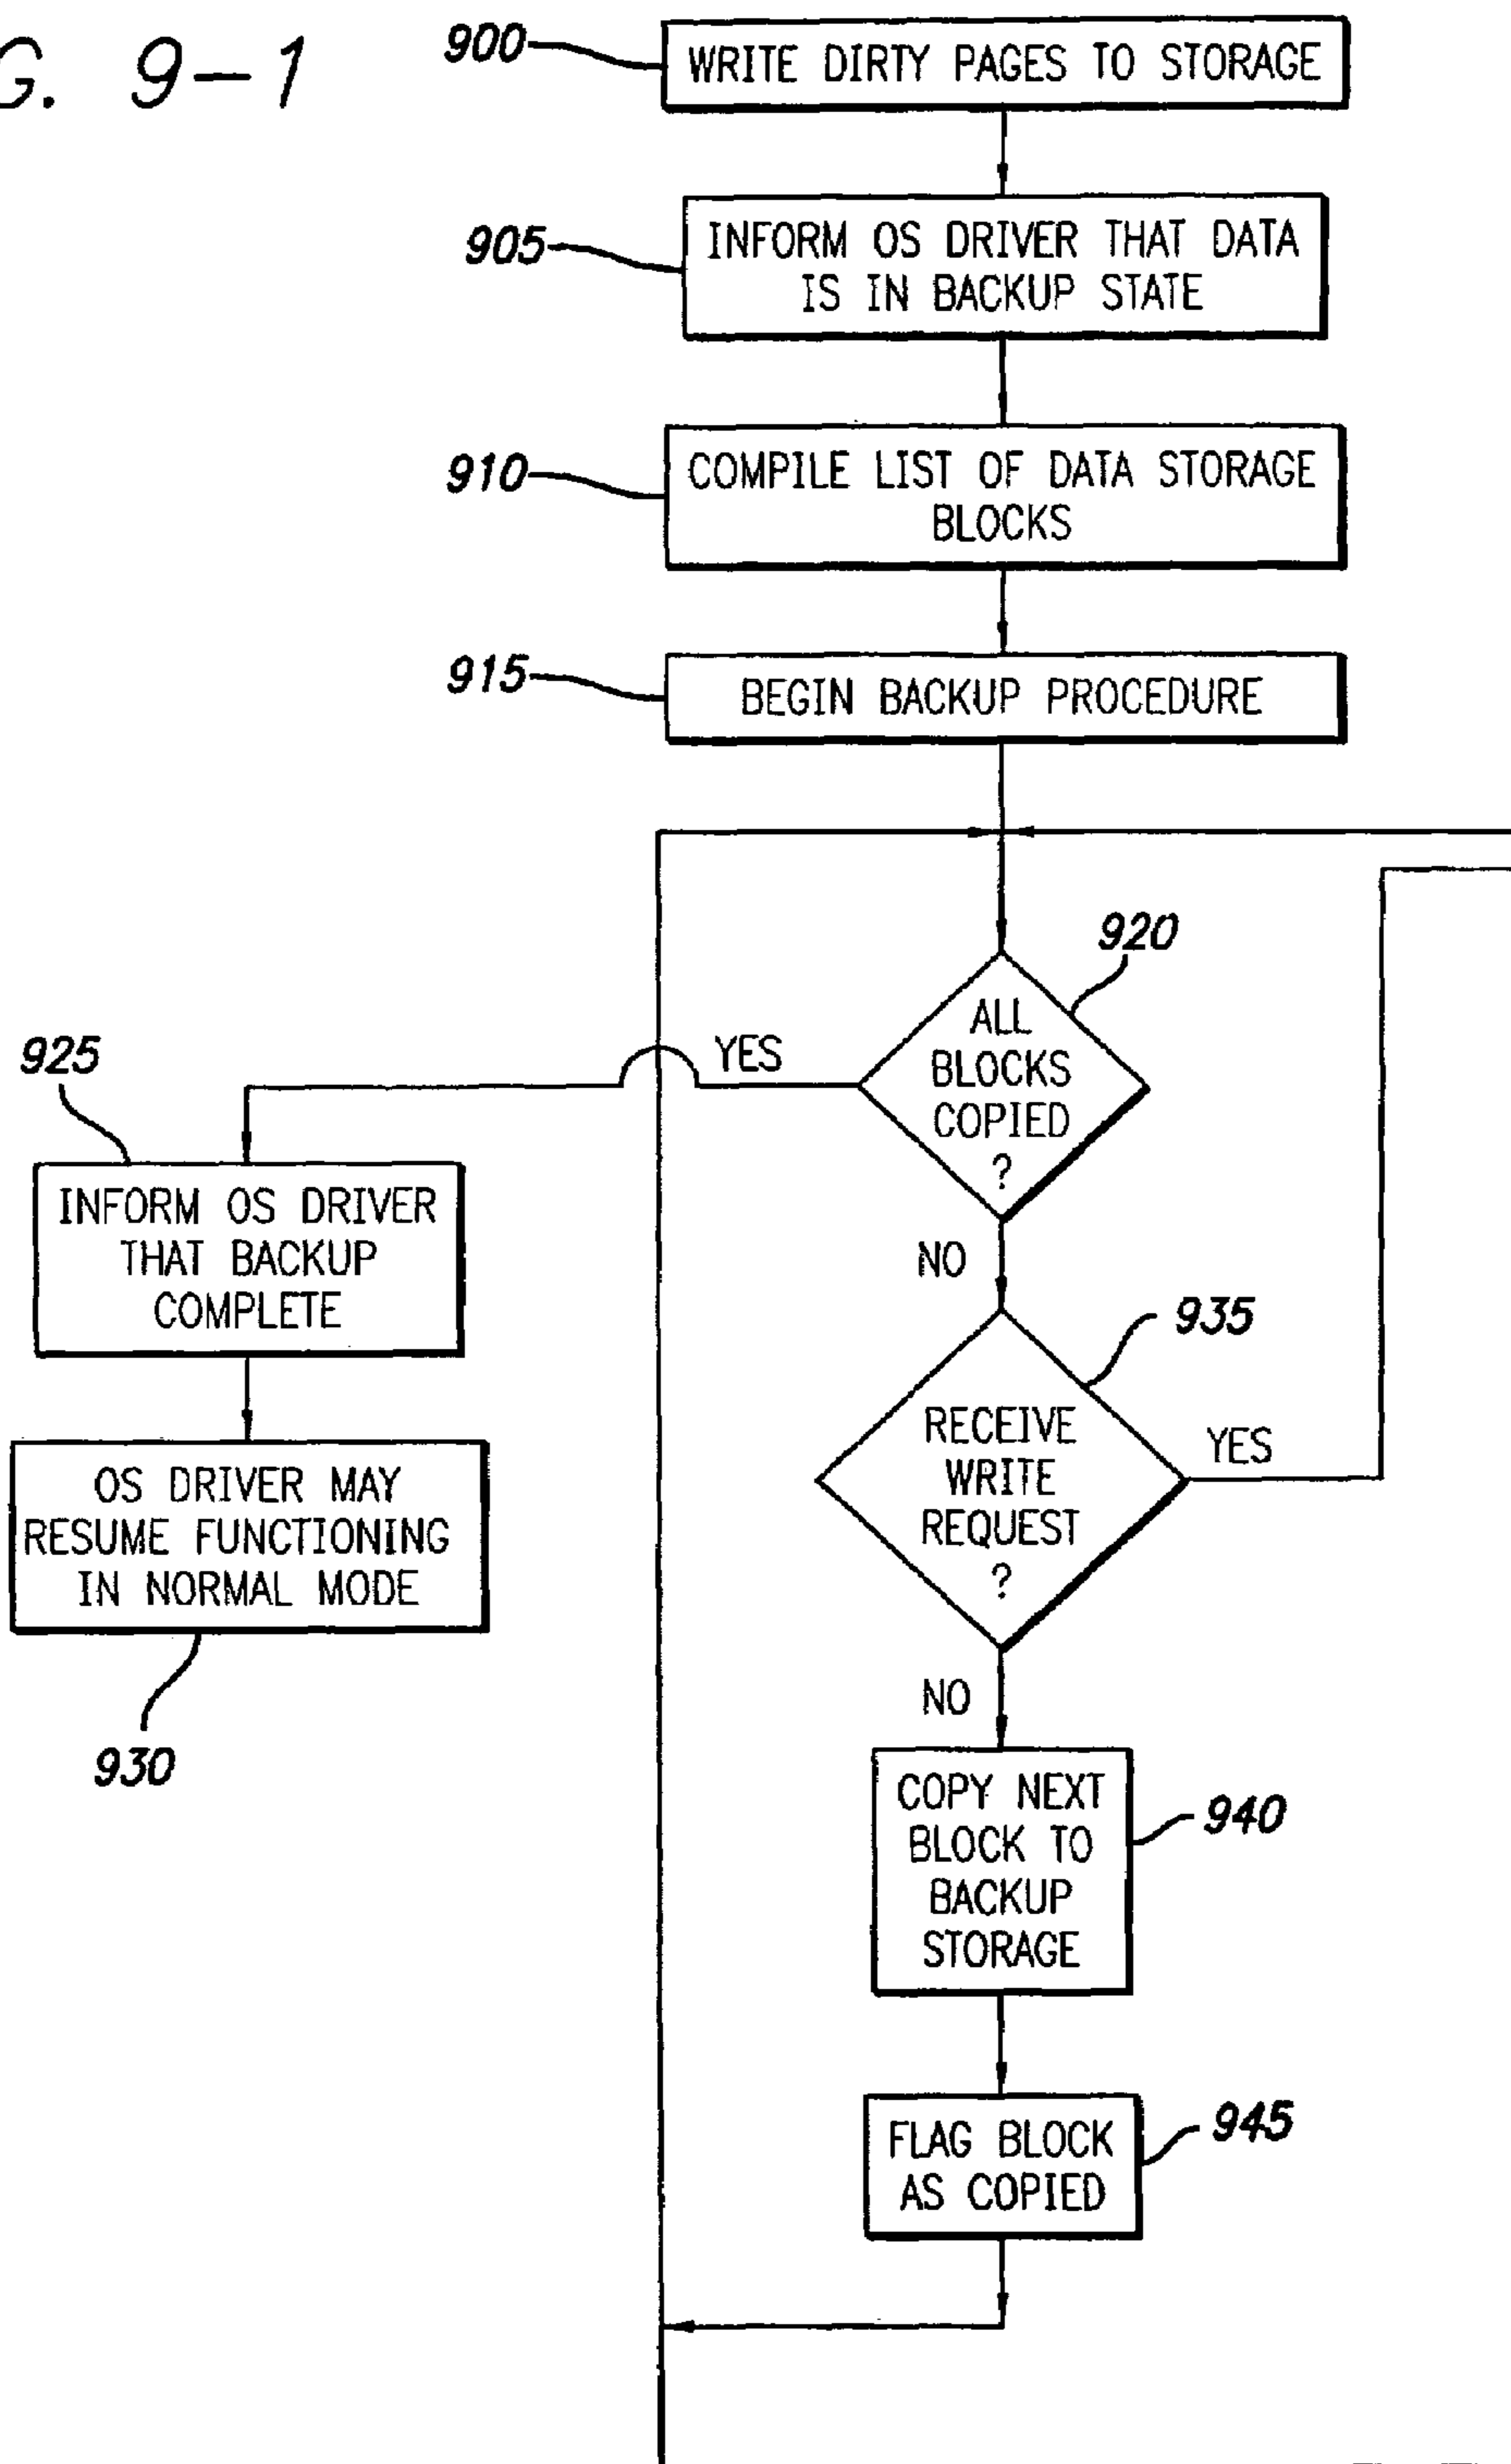 G. 9-1
900
WRITE DIRTY PAGES TO STORAGE
905
INFORM OS DRIVER THAT DATA
IS IN BACKUP STATE
910
COMPILE LIST OF DATA STORAGE
BLOCKS
915
BEGIN BACKUP PROCEDURE
920
ALL
BLOCKS
COPIED
?
YES
NO
925
INFORM OS DRIVER
THAT BACKUP
COMPLETE
OS DRIVER MAY
RESUME FUNCTIONING
IN NORMAL MODE
930
935
RECEIVE
WRITE
REQUEST
?
YES
NO
COPY NEXT
BLOCK TO
BACKUP
STORAGE
940
FLAG BLOCK
AS COPIED
945